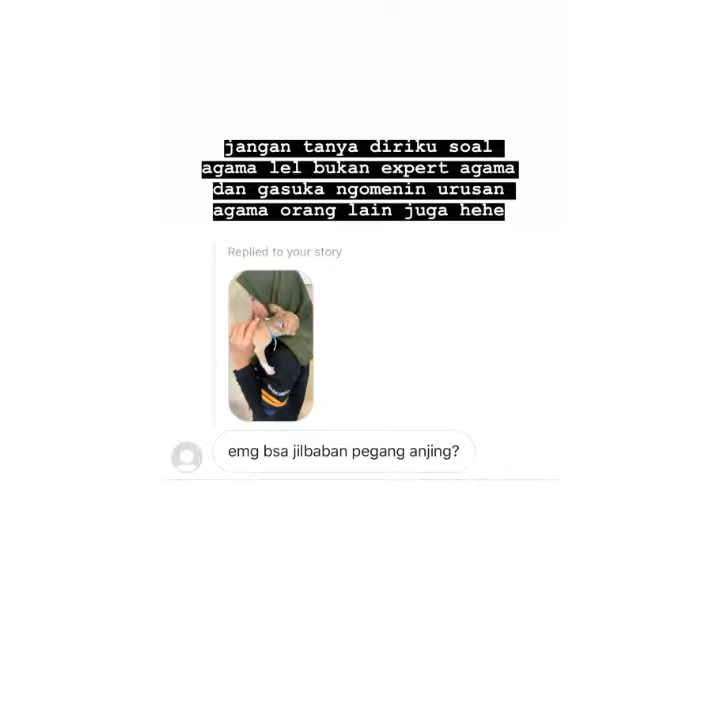 jangan tanya diriku soal
agama lel bukan expert agama
dan gasuka ngomenin urusan
agama orang lain juga hehe
Replied to your story
emg bsa jilbaban pegang anjing?